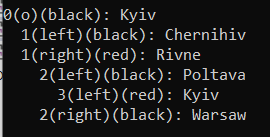 0(o)(black): Kyiv
1(left)(black): Chernihiv
1(right)(red): Rivne
2(left)(black): Poltava
3(left)(red): Kyiv
2(right)(black): Warsaw